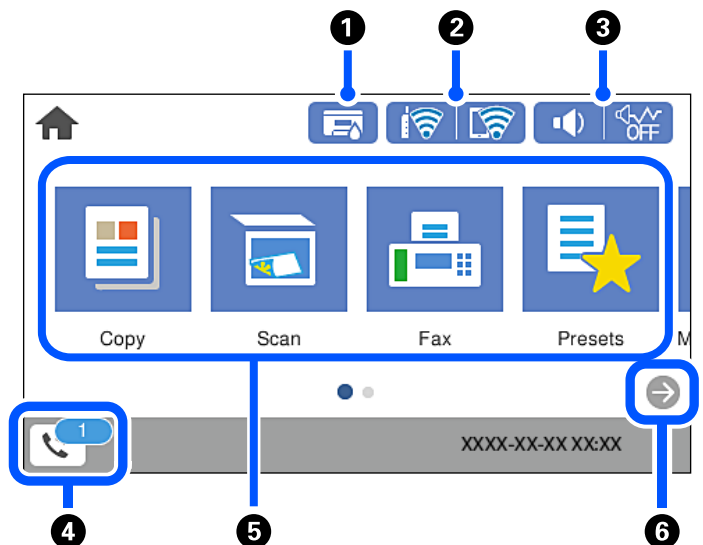 1 2 3
OFF
Copy Scan Fax Presets M
1 XXXX-XX-XX XX:XX
4 5 6